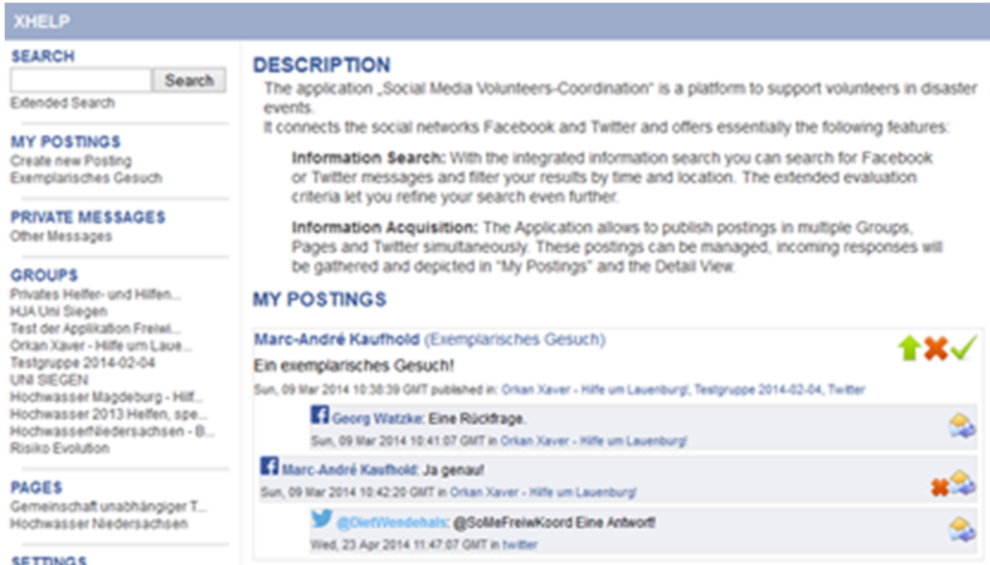 XHELP
SEARCH
Search
Extended Search
MY POSTINGS
Create new Posting
Exemplarisches Gesuch
PRIVATE MESSAGES
Other Messages
GROUPS
Privates Helfer- und Hilfen...
HJA Uni Siegen
Test der Applikation Freiwi...
Orkan Xaver - Hilfe um Laue...
Testgruppe 2014-02-04
UNI SIEGEN
Hochwasser Magdeburg - Hilf...
Hochwasser 2013 Helfen, spe...
HochwasserNiedersachsen - B...
Risiko Evolution
PAGES
Gemeinschaft unabhängiger T...
Hochwasser Niedersachsen
SETTINGS
DESCRIPTION
The application „Social Media Volunteers-Coordination“ is a platform to support volunteers in disaster
events.
It connects the social networks Facebook and Twitter and offers essentially the following features:
Information Search: With the integrated information search you can search for Facebook
or Twitter messages and filter your results by time and location. The extended evaluation
criteria let you refine your search even further.
Information Acquisition: The Application allows to publish postings in multiple Groups,
Pages and Twitter simultaneously. These postings can be managed, incoming responses will
be gathered and depicted in "My Postings" and the Detail View.
MY POSTINGS
Marc-André Kaufhold (Exemplarisches Gesuch)
Ein exemplarisches Gesuch!
Sun, 09 Mar 2014 10:38:39 GMT published in: Orkan Xaver - Hilfe um Lauenburg!, Testgruppe 2014-02-04, Twitter
Georg Watzke: Eine Rückfrage.
Sun, 09 Mar 2014 10:41:07 GMT in Orkan Xaver - Hilfe um Lauenburg!
Marc-André Kaufhold: Ja genau!
Sun, 09 Mar 2014 10:42:20 GMT in Orkan Xaver - Hilfe um Lauenburg!
@DietWendehals: @SoMeFreiwKoord Eine Antwort!
Wed, 23 Apr 2014 11:47:07 GMT in twitter